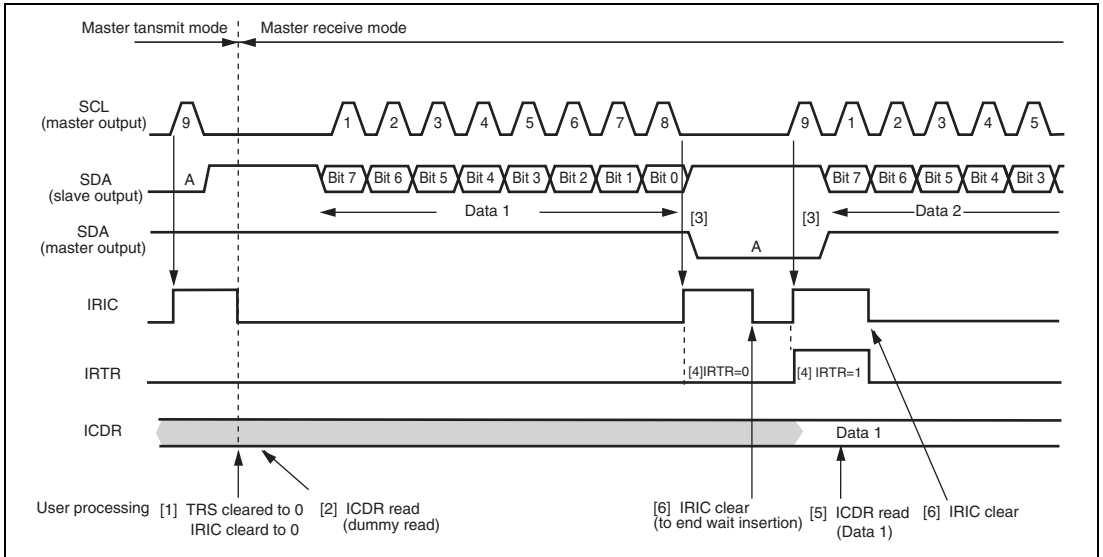 Master tansmit mode Master receive mode
SCL
(master output)
9 1 2 3 4 5 6 7 8 9 1 2 3 4 5
SDA
(slave output)
A Bit 7 Bit 6 Bit 5 Bit 4 Bit 3 Bit 2 Bit 1 Bit 0 Bit 7 Bit 6 Bit 5 Bit 4 Bit 3
Data 1 [3] [3] Data 2
SDA
(master output)
A
IRIC
IRTR
[4]IRTR=0 [4] IRTR=1
ICDR
Data 1
User processing
[1] TRS cleared to 0
IRIC cleard to 0
[2] ICDR read
(dummy read)
[6] IRIC clear
(to end wait insertion)
[5] ICDR read
(Data 1)
[6] IRIC clear